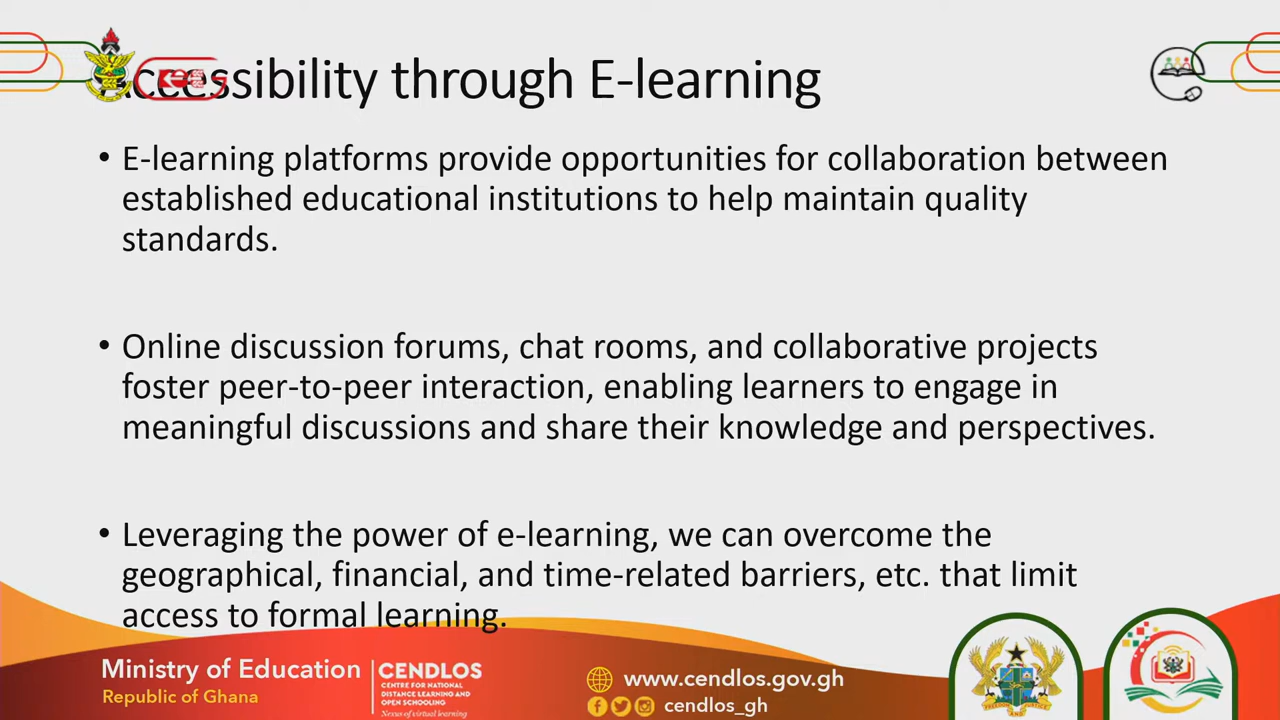 Accessibility through E-learning
• E-learning platforms provide opportunities for collaboration between
established educational institutions to help maintain quality
standards.
• Online discussion forums, chat rooms, and collaborative projects
foster peer-to-peer interaction, enabling learners to engage in
meaningful discussions and share their knowledge and perspectives.
• Leveraging the power of e-learning, we can overcome the
geographical, financial, and time-related barriers, etc. that limit
access to formal learning.
Ministry of Education
Republic of Ghana
CENDLOS
CENTRE FOR NATIONAL
DISTANCE LEARNING AND
OPEN SCHOOLING
Nexus of virtual learning
www.cendlos.gov.gh
cendlos_gh
FREEDOM AND JUSTICE